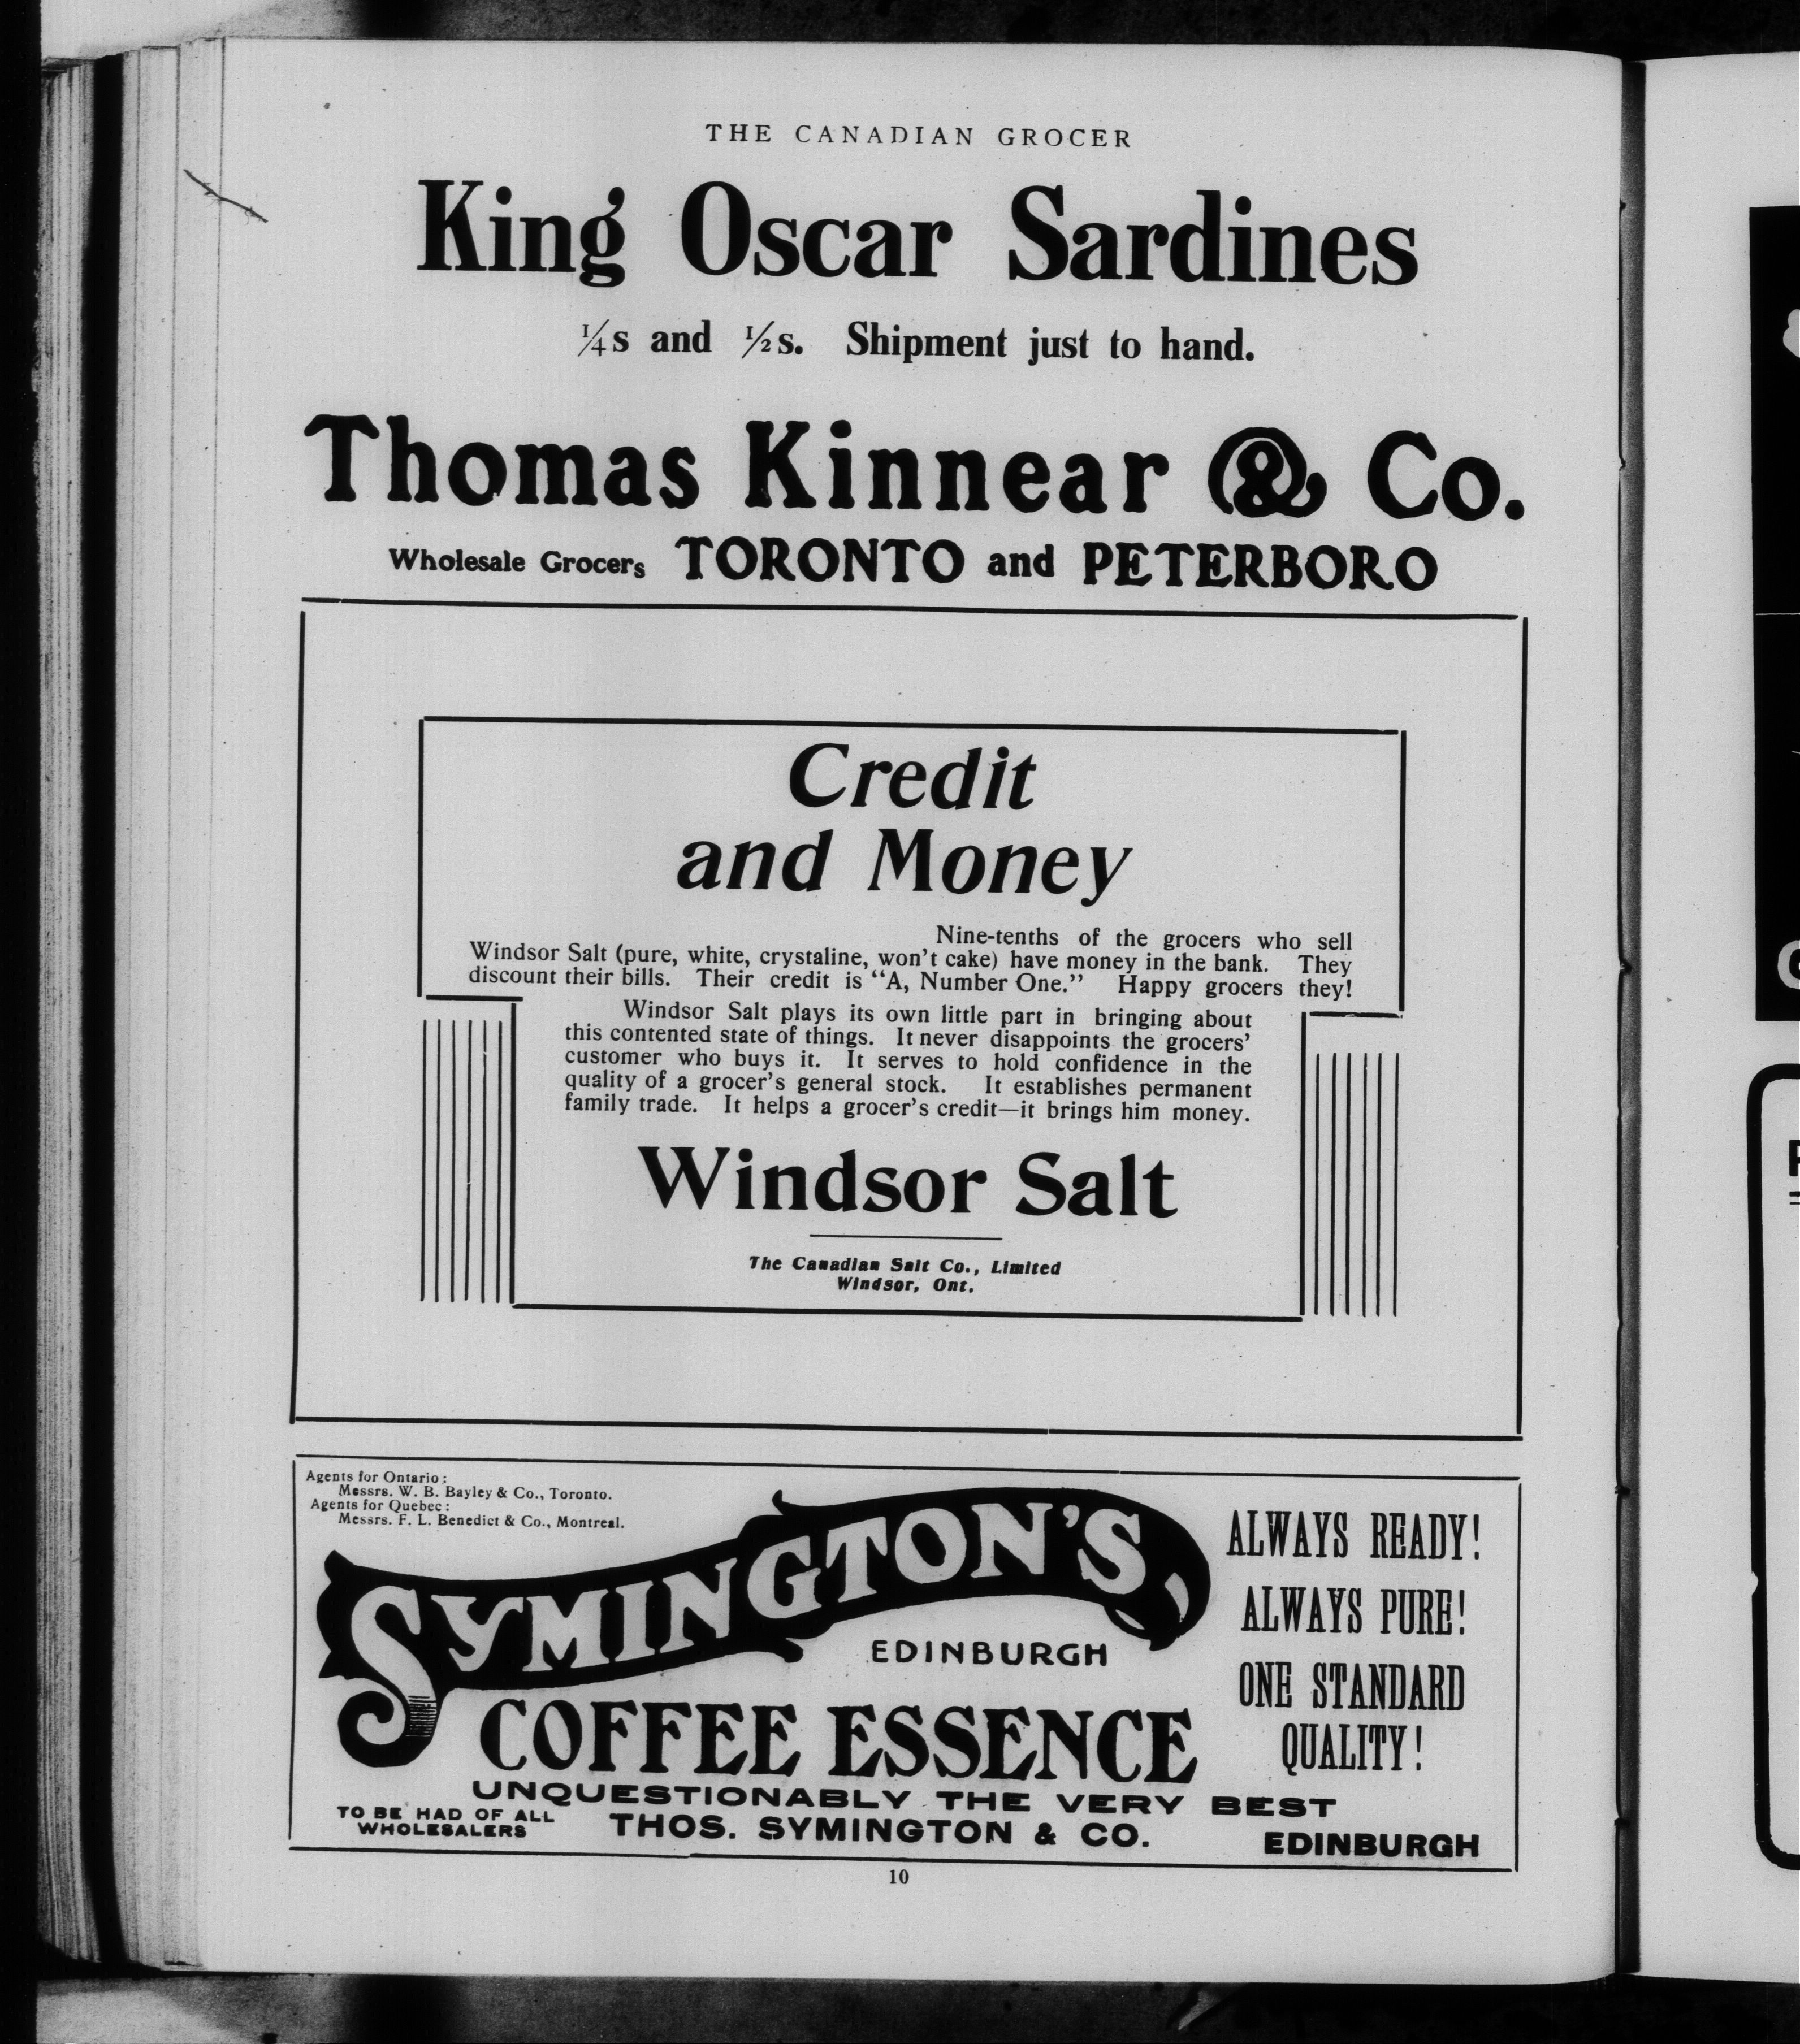 THE CANADIAN GROCER
King Oscar Sardines
¼s and ½s. Shipment just to hand.
Thomas Kinnear & Co.
Wholesale Grocers TORONTO and PETERBORO
Credit
and Money
Nine-tenths of the grocers who sell
Windsor Salt (pure, white, crystaline, won't cake) have money in the bank. They
discount their bills. Their credit is "A, Number One." Happy grocers they!
Windsor Salt plays its own little part in bringing about
this contented state of things. It never disappoints the grocers'
customer who buys it. It serves to hold confidence in the
quality of a grocer's general stock. It establishes permanent
family trade. It helps a grocer's credit—it brings him money.
Windsor Salt
The Canadian Salt Co., Limited
Windsor, Ont.
Agents for Ontario:
Messrs. W. B. Bayley & Co., Toronto.
Agents for Quebec:
Messrs. F. L. Benedict & Co., Montreal.
SYMINGTON'S
EDINBURGH
COFFEE ESSENCE
ALWAYS READY!
ALWAYS PURE!
ONE STANDARD
QUALITY!
UNQUESTIONABLY THE VERY BEST
TO BE HAD OF ALL
WHOLESALERS
THOS. SYMINGTON & CO.
EDINBURGH
10